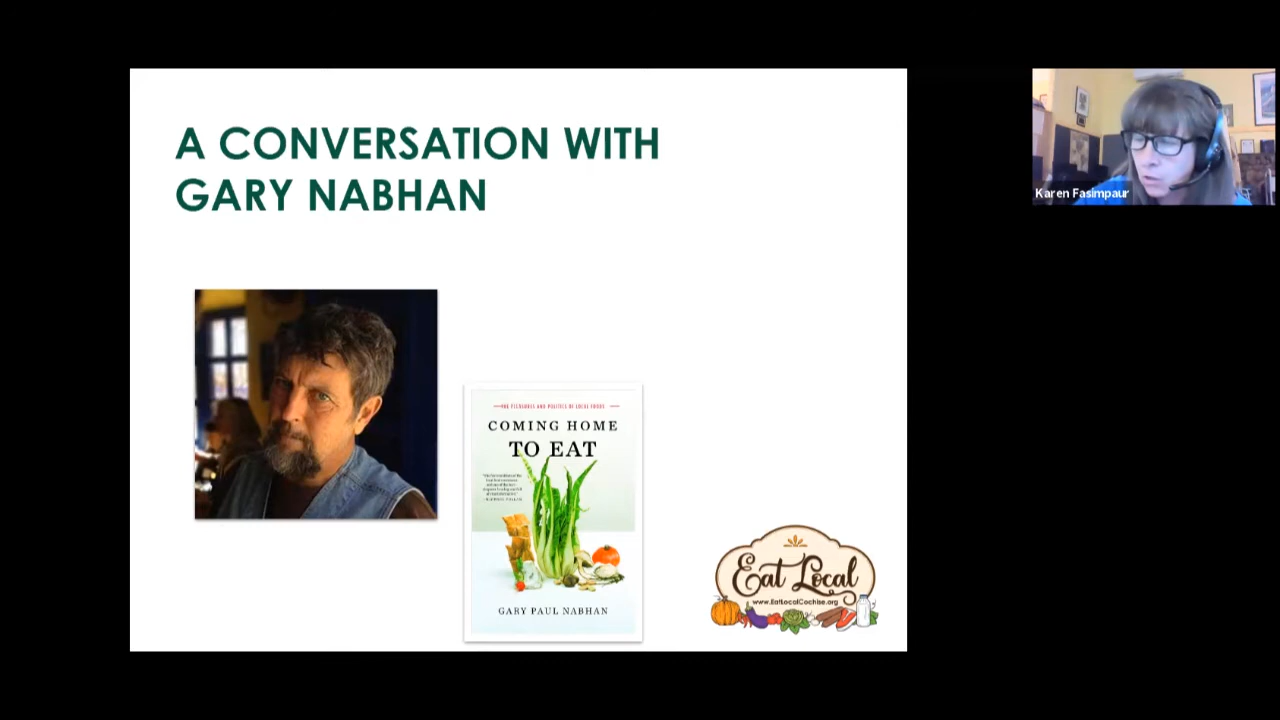 A CONVERSATION WITH
GARY NABHAN
Karen Fasimpaur
THE PLEASURES AND POLITICS OF LOCAL FOODS
COMING HOME
TO EAT
GARY PAUL NABHAN
Eat Local
www.EatLocalCochise.org